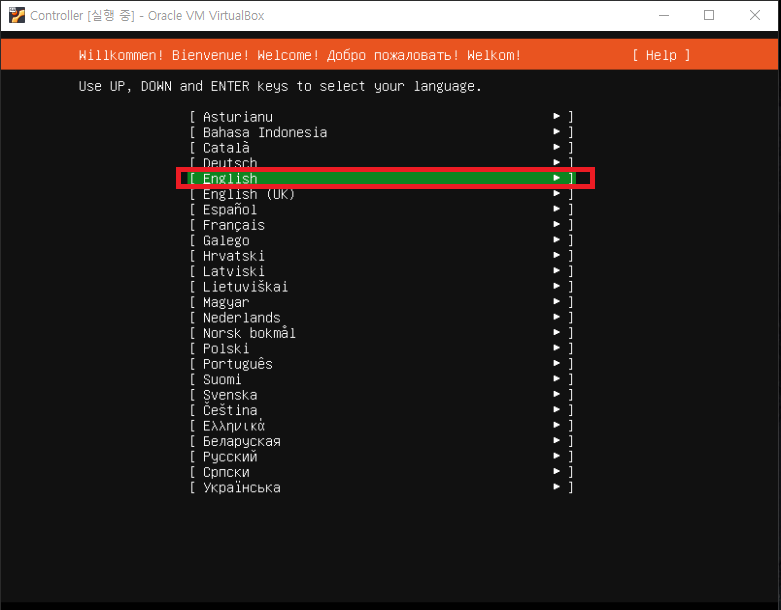 Controller [실행 중] - Oracle VM VirtualBox
Willkommen! Bienvenue! Welcome! Добро пожаловать! Welkom! [ Help ]
Use UP, DOWN and ENTER keys to select your language.
[ Asturianu ▶ ]
[ Bahasa Indonesia ▶ ]
[ Català ▶ ]
[ Deutsch ▶ ]
[ English ▶ ]
[ English (UK) ▶ ]
[ Español ▶ ]
[ Français ▶ ]
[ Galego ▶ ]
[ Hrvatski ▶ ]
[ Latviski ▶ ]
[ Lietuviškai ▶ ]
[ Magyar ▶ ]
[ Nederlands ▶ ]
[ Norsk bokmål ▶ ]
[ Polski ▶ ]
[ Português ▶ ]
[ Suomi ▶ ]
[ Svenska ▶ ]
[ Čeština ▶ ]
[ Ελληνικά ▶ ]
[ Беларуская ▶ ]
[ Русский ▶ ]
[ Српски ▶ ]
[ Українська ▶ ]